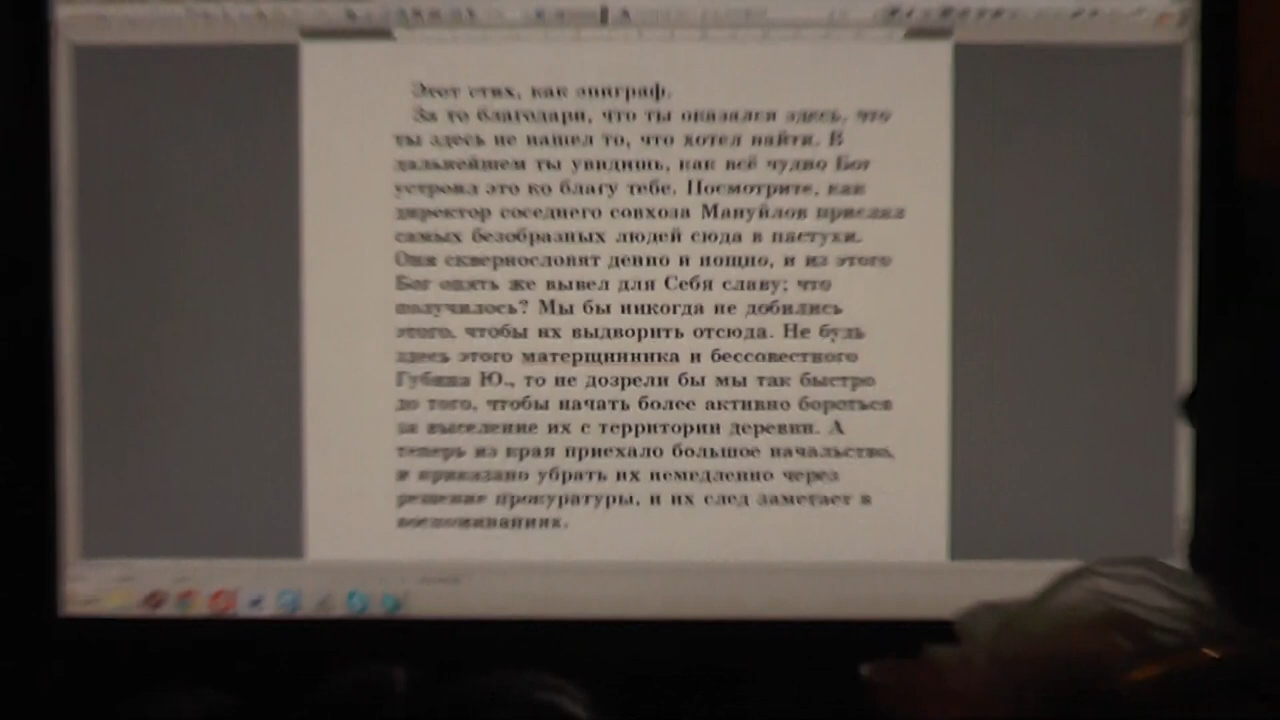 Этот стих, как эпиграф.
За то благодари, что ты оказался здесь, что
ты здесь не нашел то, что хотел найти. В
дальнейшем ты увидишь, как всё чудно Бог
устроил это ко благу тебе. Посмотрите, как
директор соседнего совхоза Мануйлов прислал
самых безобразных людей сюда в пастухи.
Они сквернословят денно и нощно, и из этого
Бог опять же вывел для Себя славу; что
получилось? Мы бы никогда не добились
этого, чтобы их выдворить отсюда. Не будь
здесь этого матерщинника и бессовестного
Губина Ю., то не дозрели бы мы так быстро
до того, чтобы начать более активно бороться
за выселение их с территории деревни. А
теперь из края приехало большое начальство,
и приказано убрать их немедленно через
решение прокуратуры, и их след заметает в
воспоминаниях.